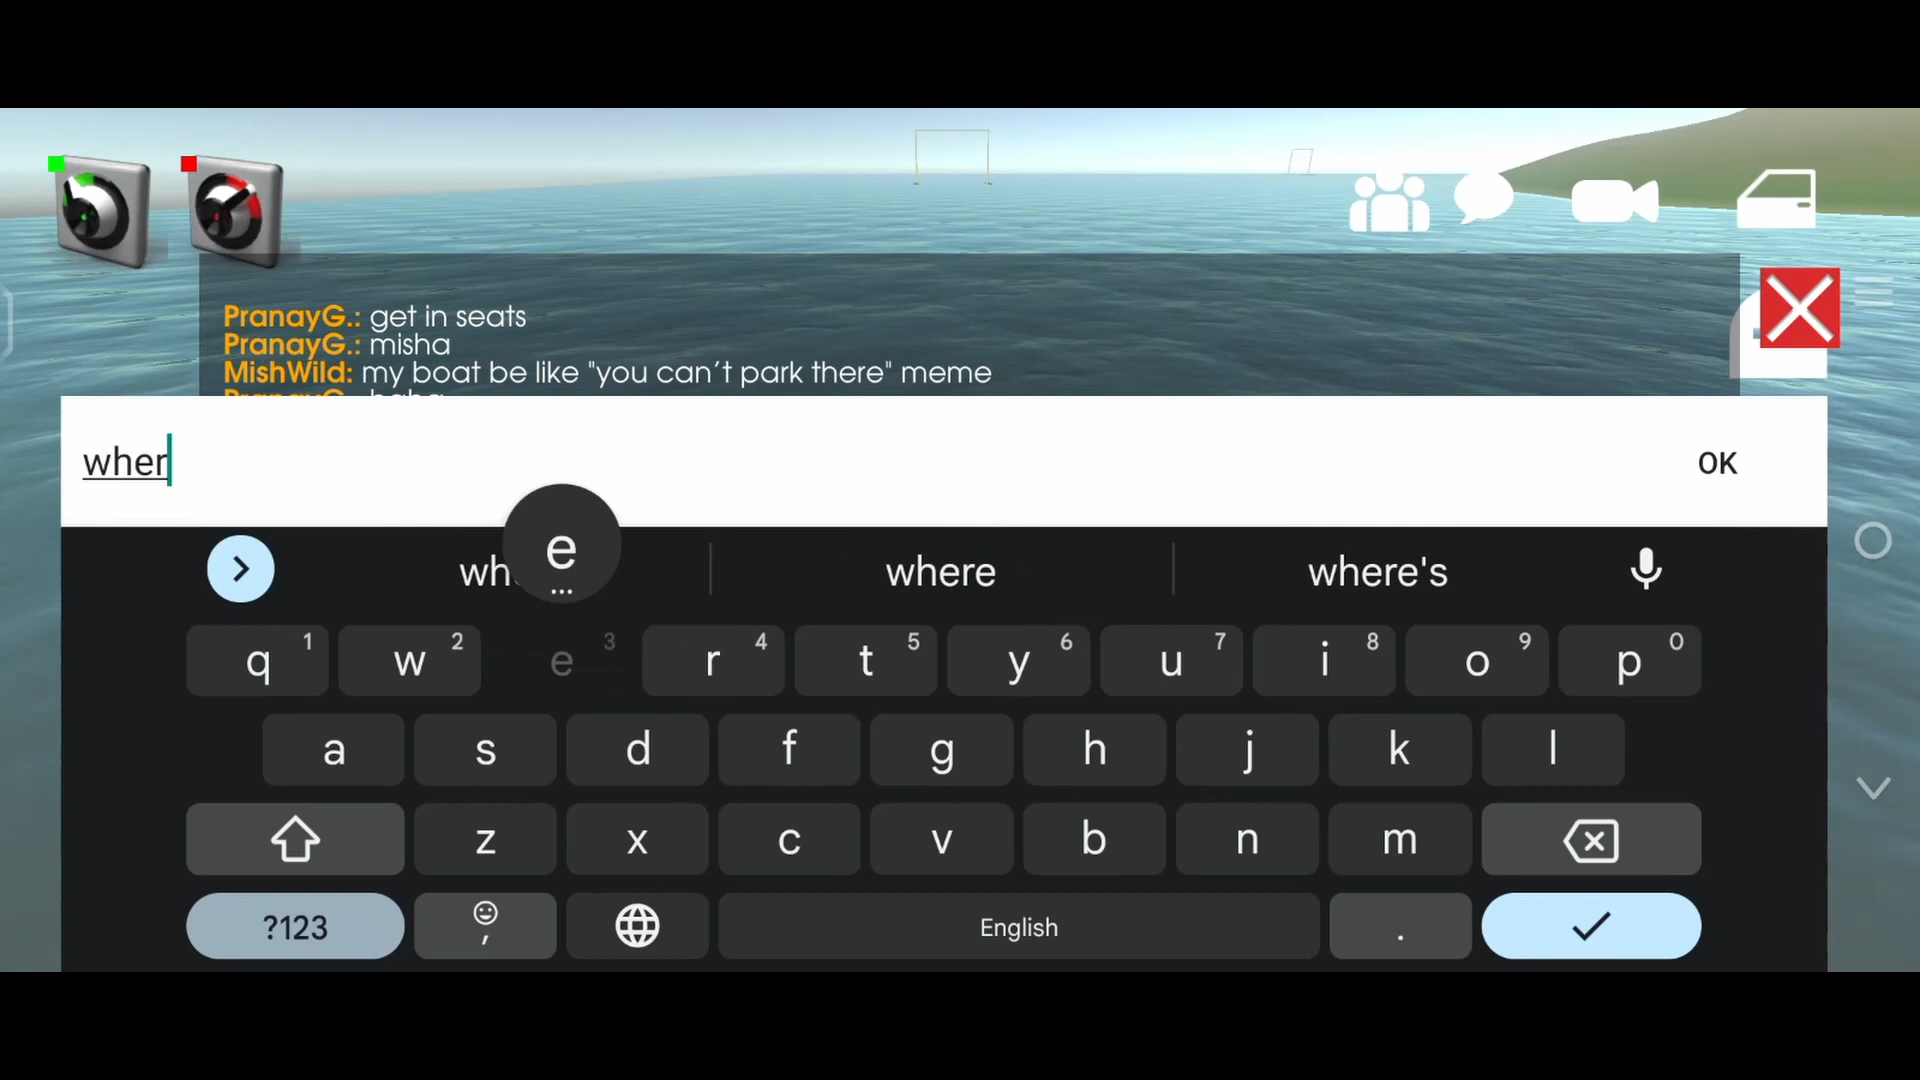 PranayG.: get in seats
PranayG.: misha
MishWild: my boat be like "you can't park there" meme
wher
OK
e
...
where
where's
q 1 w 2 e 3 r 4 t 5 y 6 u 7 i 8 o 9 p 0
a s d f g h j k l
z x c v b n m
?123 , English .